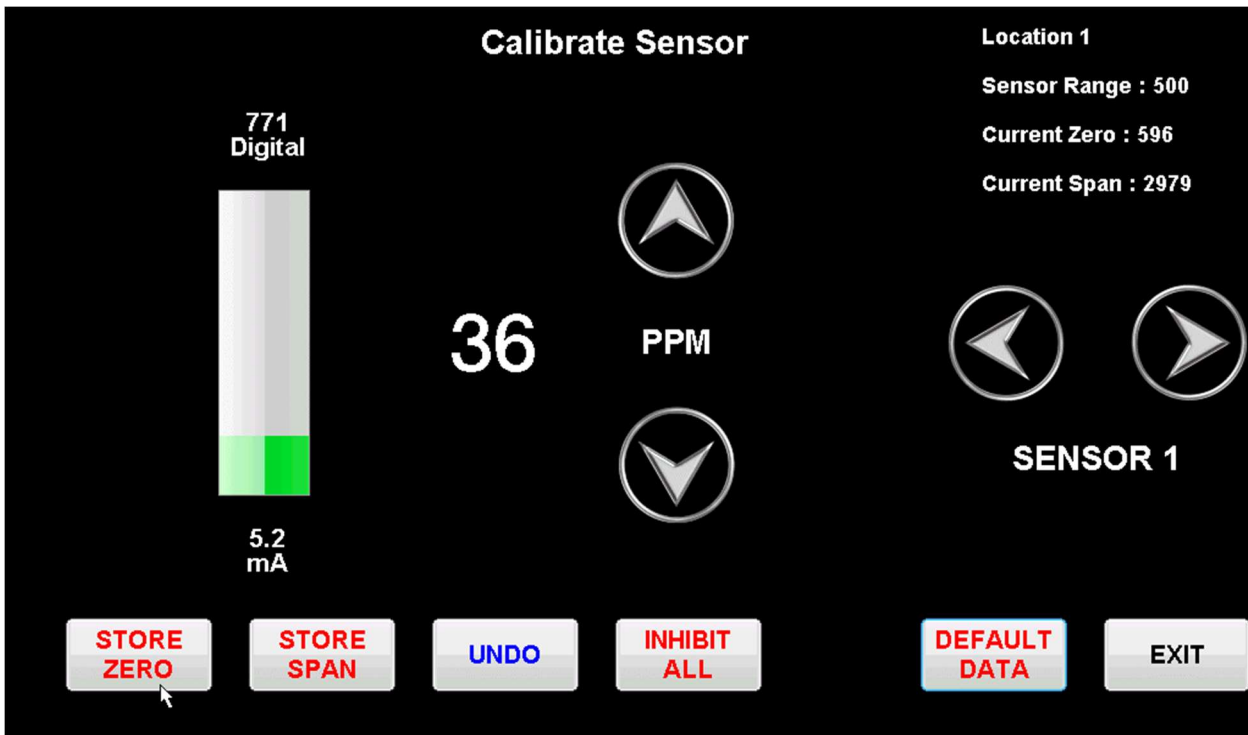 Calibrate Sensor
Location 1
Sensor Range : 500
Current Zero : 596
Current Span : 2979
771
Digital
36
PPM
SENSOR 1
5.2
mA
STORE
ZERO
STORE
SPAN
UNDO
INHIBIT
ALL
DEFAULT
DATA
EXIT